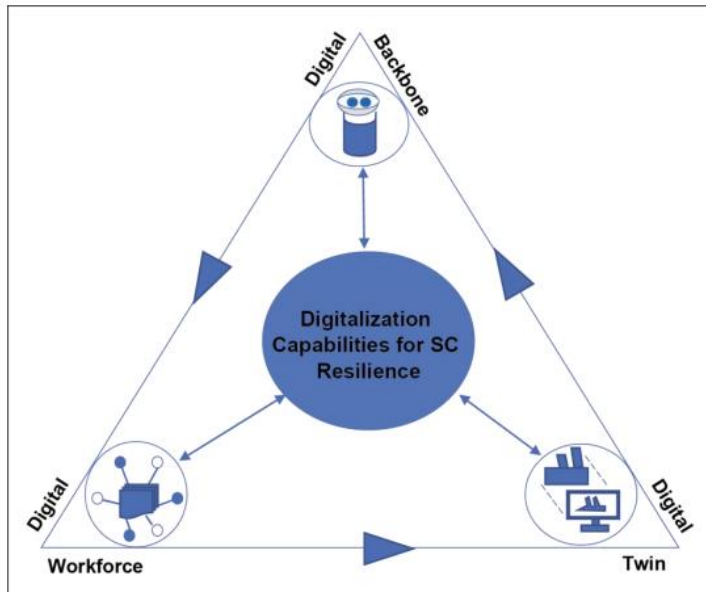 Digital
Backbone
Digitalization
Capabilities for SC
Resilience
Digital
Workforce
Digital
Twin